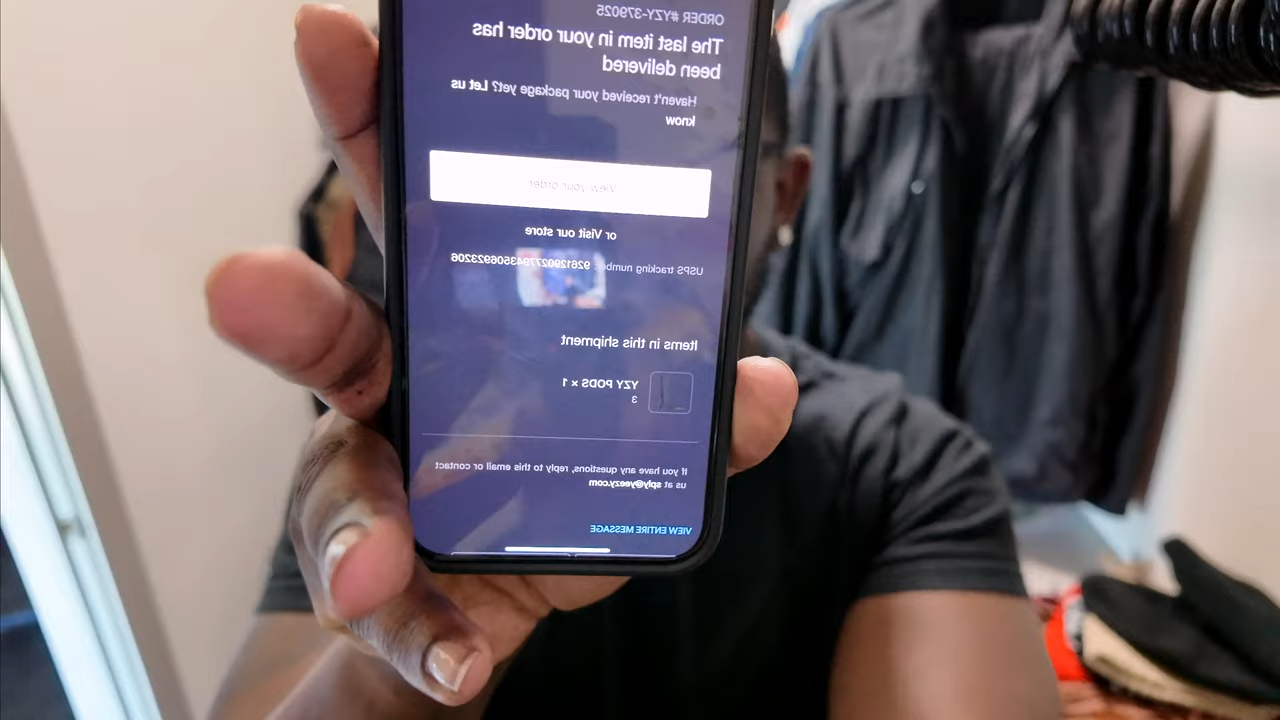 ORDER #YZY-379025
The last item in your order has
been delivered
Haven't received your package yet? Let us
know
View your order
or Visit our store
USPS tracking number: 92612902779435069923206
Items in this shipment
YZY PODS × 1
3
If you have any questions, reply to this email or contact
us at sply@yeezy.com
VIEW ENTIRE MESSAGE